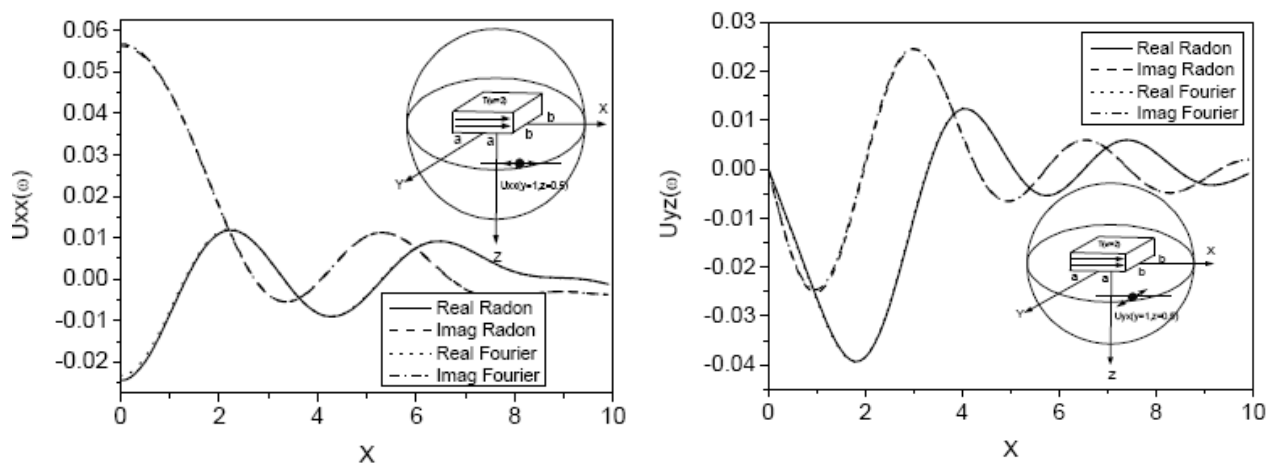 Uxx(ω)
0.06
0.05
0.04
0.03
0.02
0.01
0.00
-0.01
-0.02
0 2 4 6 8 10
X
T(ω=2)
a a b b
X
Y
Z
Uxx(y=1,z=0.5)
Real Radon
Imag Radon
Real Fourier
Imag Fourier
Uyz(ω)
0.03
0.02
0.01
0.00
-0.01
-0.02
-0.03
-0.04
0 2 4 6 8 10
X
Real Radon
Imag Radon
Real Fourier
Imag Fourier
T(ω=2)
a a b b
X
Y
Z
Uyx(y=1,z=0.5)